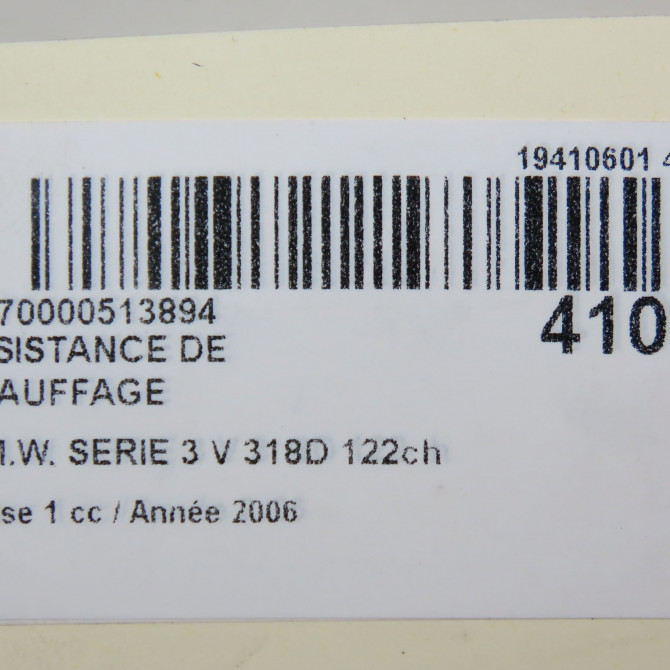 19410601 4
70000513894
410
SISTANCE DE
AUFFAGE
.W. SERIE 3 V 318D 122ch
se 1 cc / Année 2006